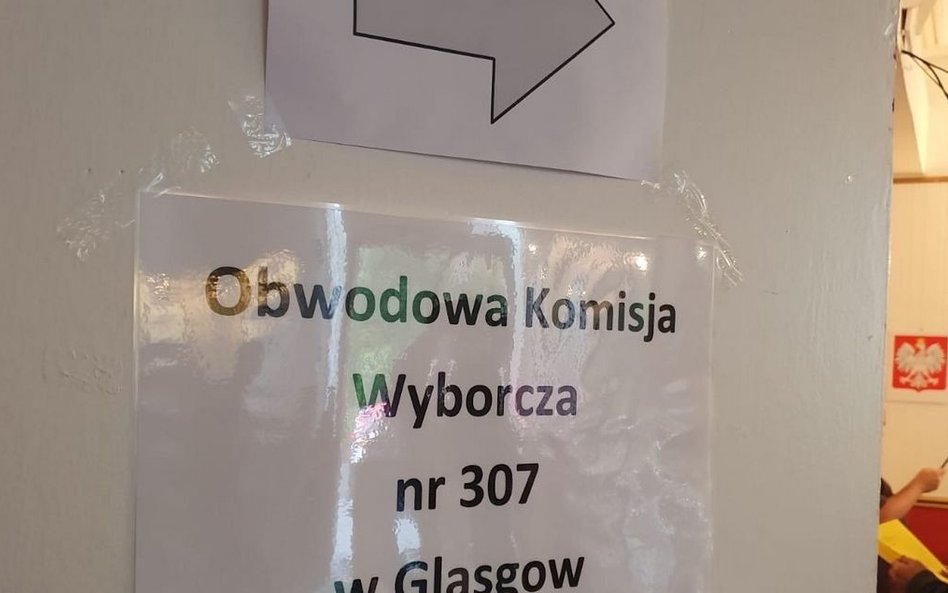 Obwodowa Komisja
Wyborcza
nr 307
w Glasgow